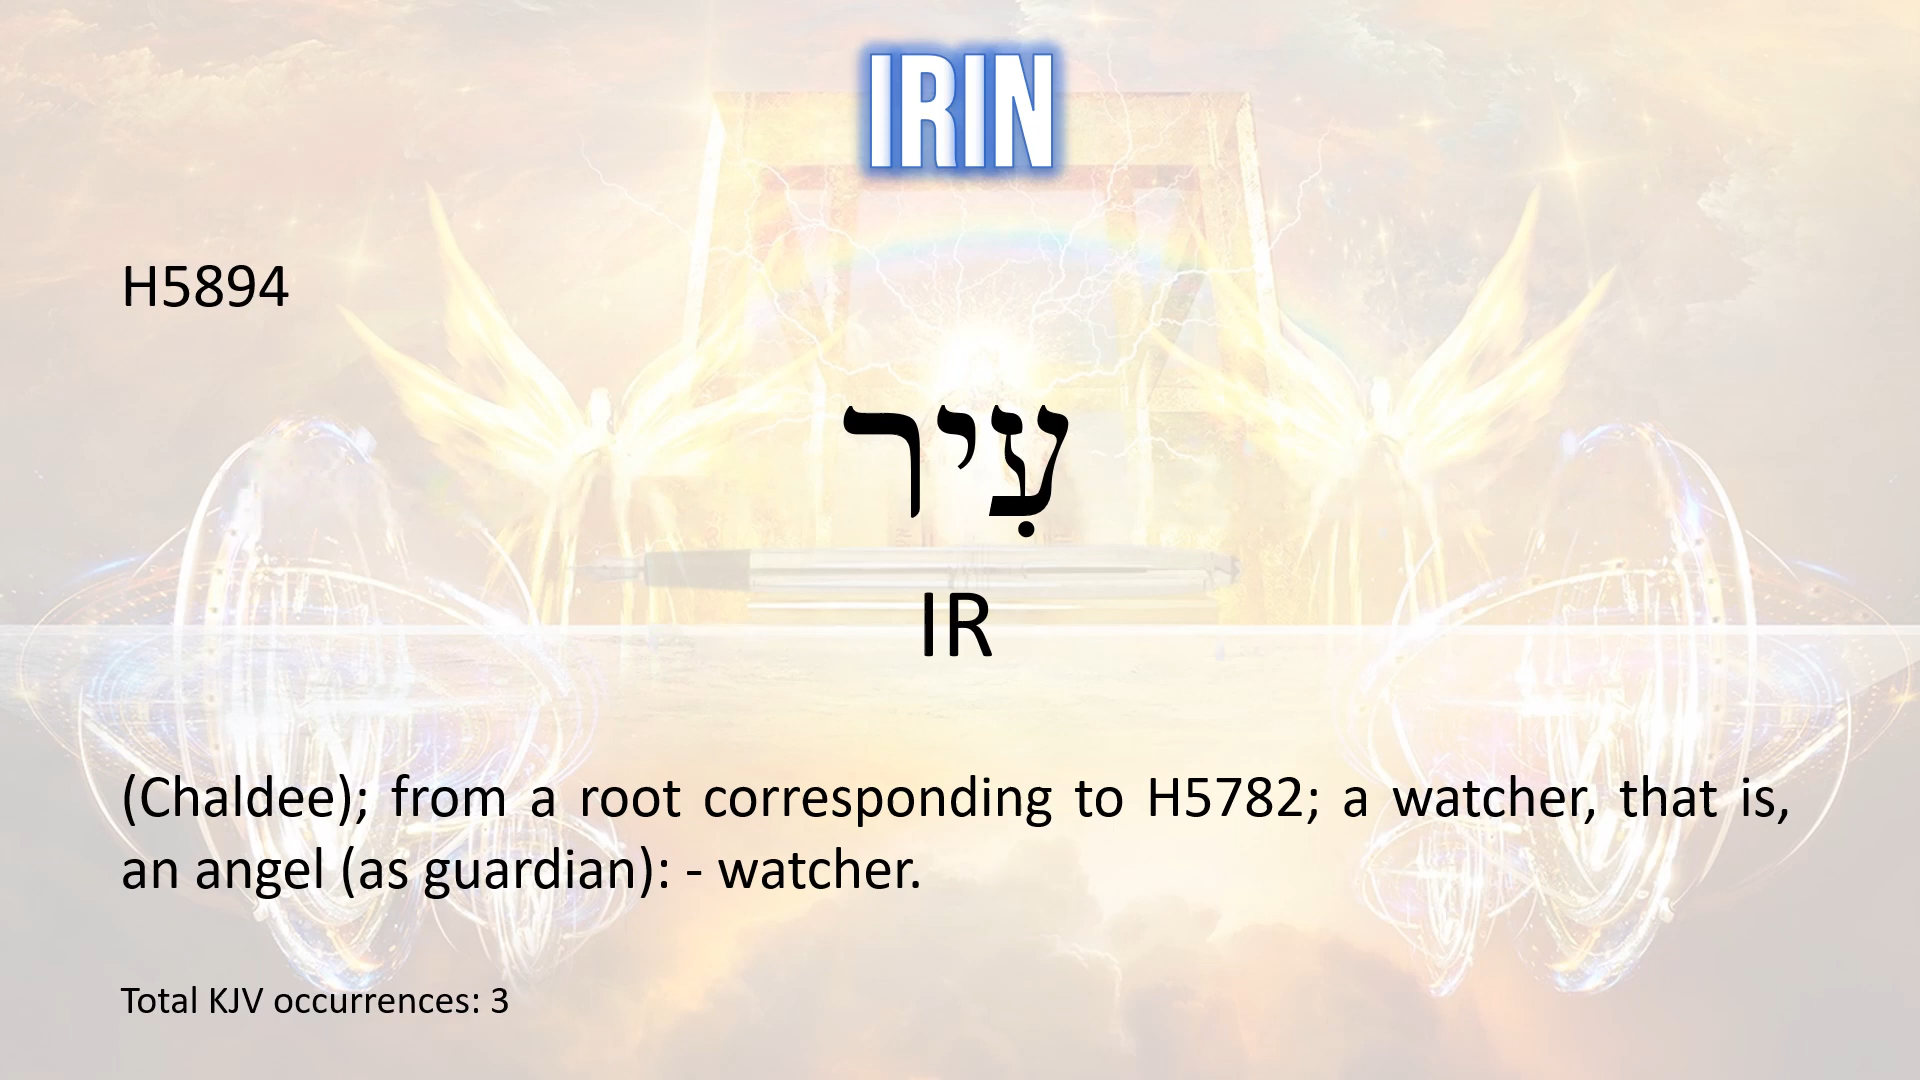 IRIN
H5894
עִיר
IR
(Chaldee); from a root corresponding to H5782; a watcher, that is,
an angel (as guardian): - watcher.
Total KJV occurrences: 3